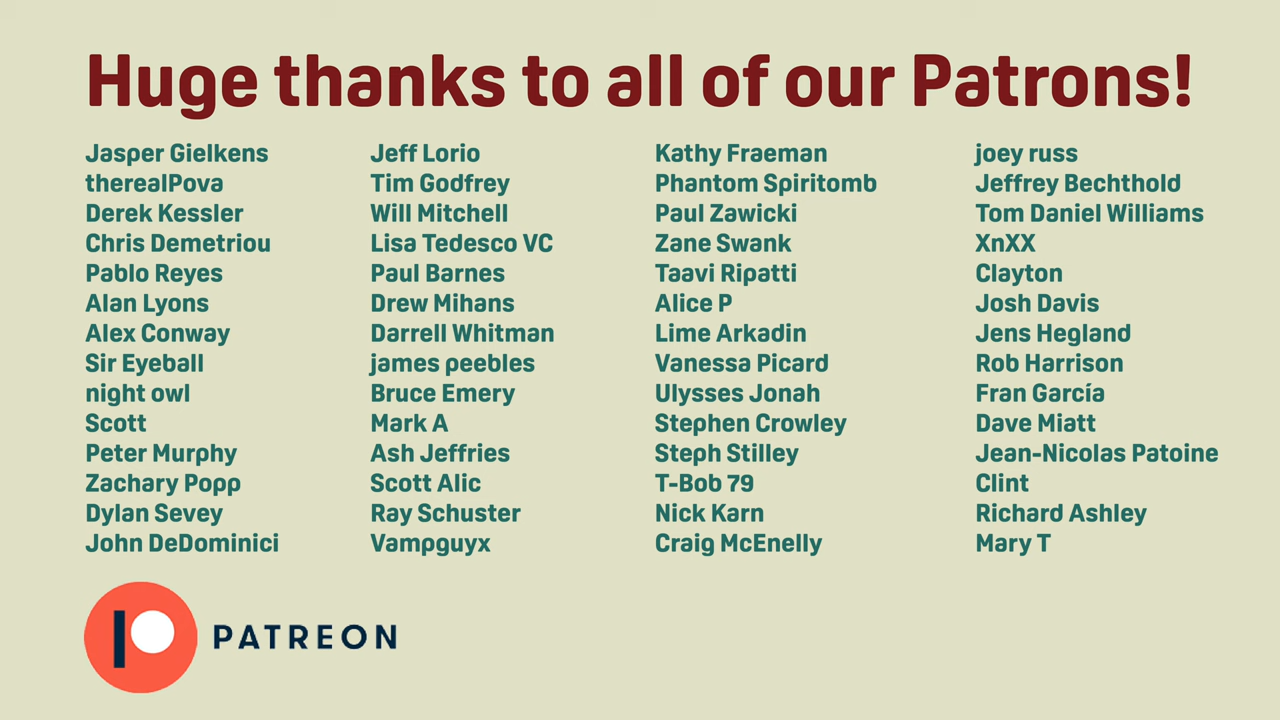 Huge thanks to all of our Patrons!
Jasper Gielkens
therealPova
Derek Kessler
Chris Demetriou
Pablo Reyes
Alan Lyons
Alex Conway
Sir Eyeball
night owl
Scott
Peter Murphy
Zachary Popp
Dylan Sevey
John DeDominici
Jeff Lorio
Tim Godfrey
Will Mitchell
Lisa Tedesco VC
Paul Barnes
Drew Mihans
Darrell Whitman
james peebles
Bruce Emery
Mark A
Ash Jeffries
Scott Alic
Ray Schuster
Vampguyx
Kathy Fraeman
Phantom Spiritomb
Paul Zawicki
Zane Swank
Taavi Ripatti
Alice P
Lime Arkadin
Vanessa Picard
Ulysses Jonah
Stephen Crowley
Steph Stilley
T-Bob 79
Nick Karn
Craig McEnelly
joey russ
Jeffrey Bechthold
Tom Daniel Williams
XnXX
Clayton
Josh Davis
Jens Hegland
Rob Harrison
Fran García
Dave Miatt
Jean-Nicolas Patoine
Clint
Richard Ashley
Mary T
PATREON